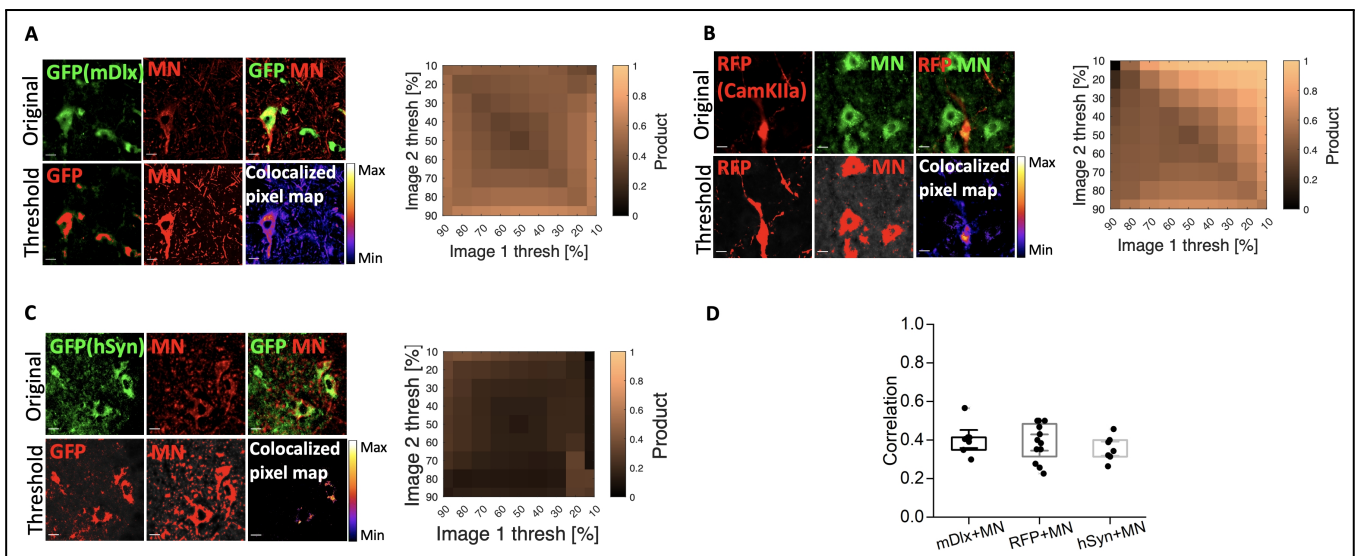 A
GFP(mDlx)
MN
GFP MN
Original
GFP
MN
Colocalized
pixel map
Threshold
Max
Min
10
20
30
40
50
60
70
80
90
Image 2 thresh [%]
90
80
70
60
50
40
30
20
10
Image 1 thresh [%]
1
0.8
0.6
0.4
0.2
0
Product
B
RFP
(CamKIIa)
MN
RFP MN
Original
RFP
MN
Colocalized
pixel map
Threshold
Max
Min
10
20
30
40
50
60
70
80
90
Image 2 thresh [%]
90
80
70
60
50
40
30
20
10
Image 1 thresh [%]
1
0.8
0.6
0.4
0.2
0
Product
C
GFP(hSyn)
MN
GFP MN
Original
GFP
MN
Colocalized
pixel map
Threshold
Max
Min
10
20
30
40
50
60
70
80
90
Image 2 thresh [%]
90
80
70
60
50
40
30
20
10
Image 1 thresh [%]
1
0.8
0.6
0.4
0.2
0
Product
D
1.0
0.8
0.6
0.4
0.2
0.0
Correlation
mDlx+MN
RFP+MN
hSyn+MN